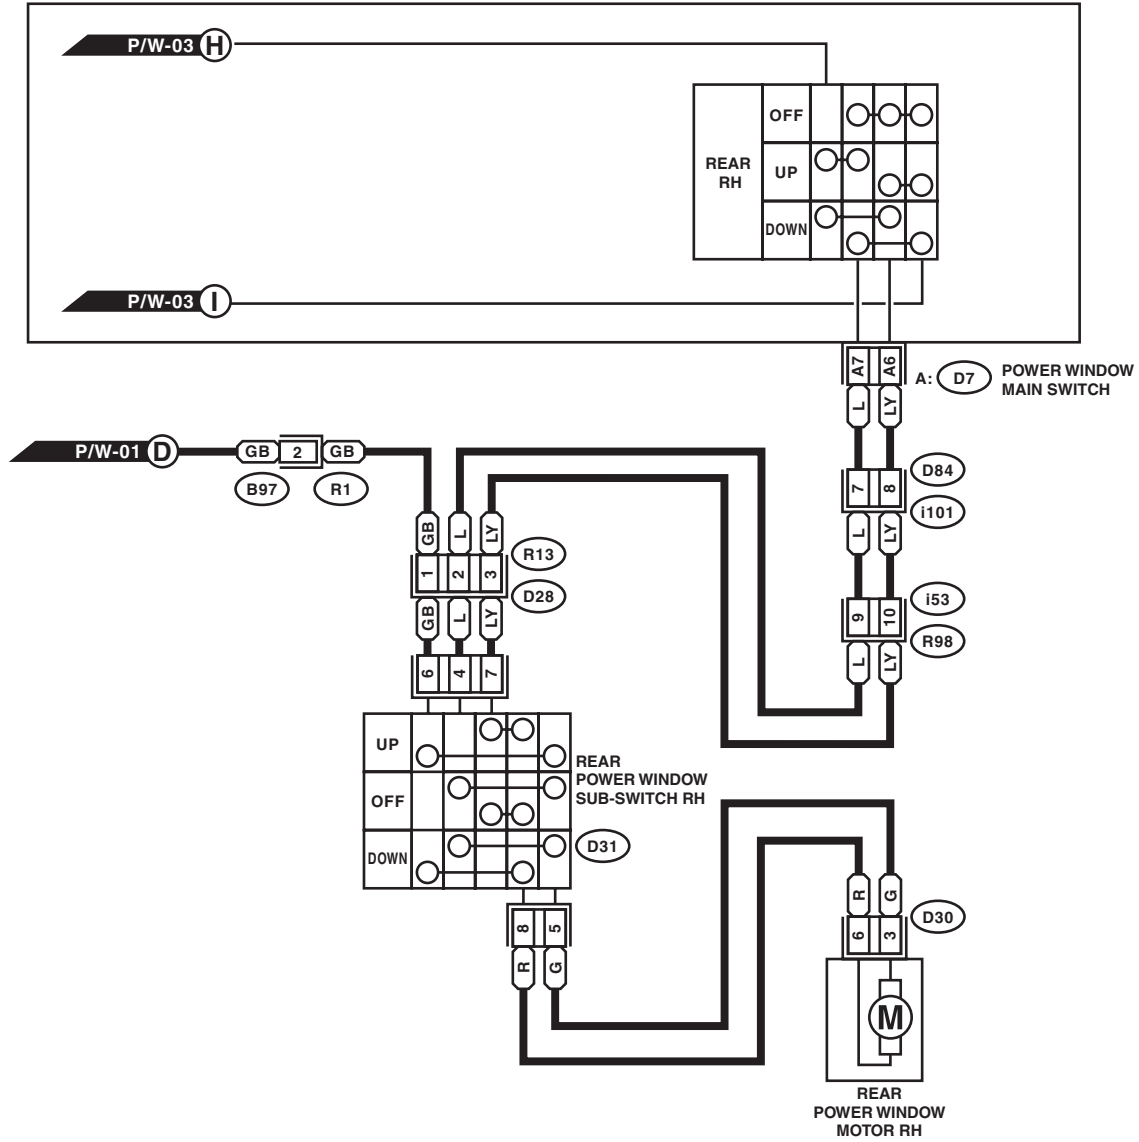 P/W-03 H
OFF
REAR
RH
UP
DOWN
P/W-03 I
A7 A6
A: D7
POWER WINDOW
MAIN SWITCH
L LY
P/W-01 D
GB 2 GB
B97 R1
7 8
D84
i101
GB L LY
L LY
1 2 3
R13
D28
GB L LY
9 10
i53
R98
L LY
6 4 7
UP
OFF
DOWN
REAR
POWER WINDOW
SUB-SWITCH RH
D31
8 5
R G
R G
6 3
D30
M
REAR
POWER WINDOW
MOTOR RH